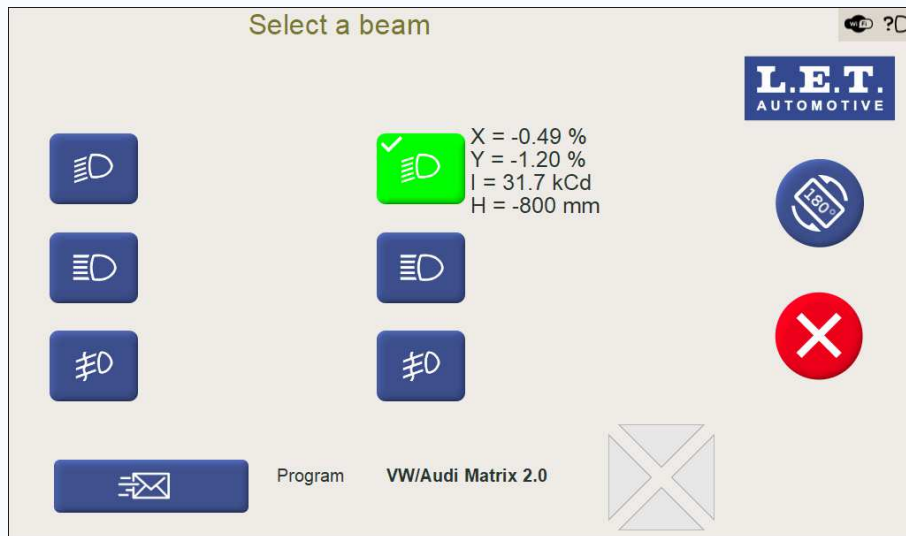 Select a beam
WiFi
?
L.E.T.
AUTOMOTIVE
X = -0.49 %
Y = -1.20 %
I = 31.7 kCd
H = -800 mm
180°
Program VW/Audi Matrix 2.0